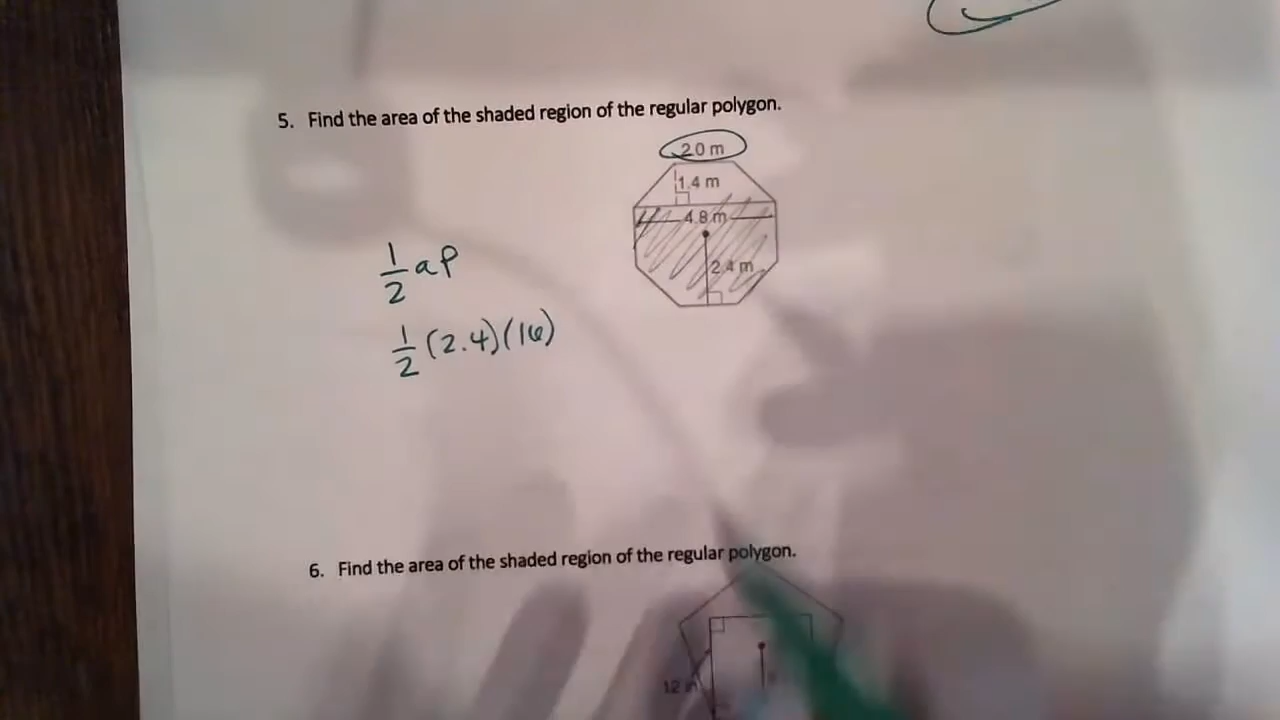 5. Find the area of the shaded region of the regular polygon.
2.0 m
1.4 m
4.8 m
2.4 m
1/2 aP
1/2 (2.4)(16)
6. Find the area of the shaded region of the regular polygon.
12